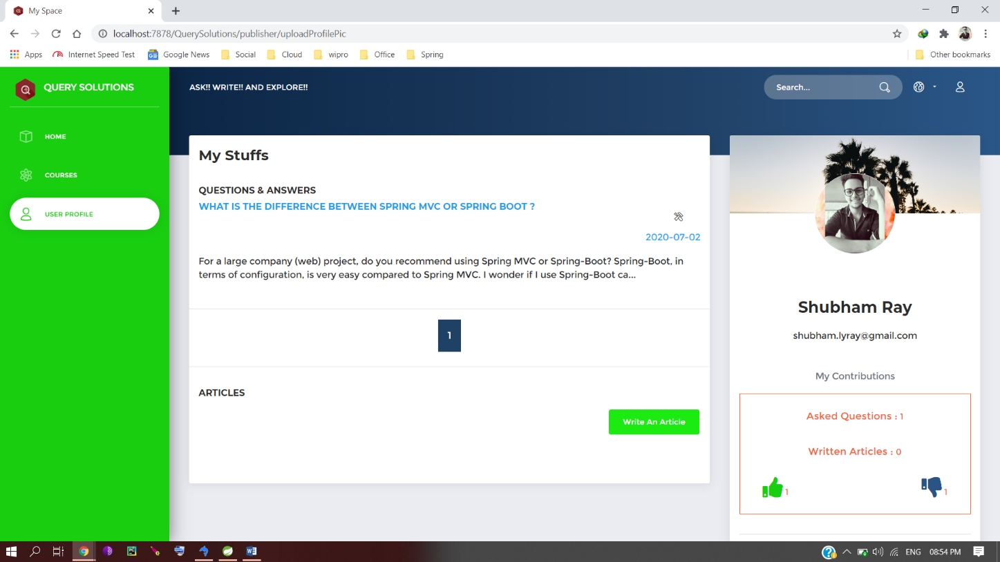 My Space
localhost:7878/QuerySolutions/publisher/uploadProfilePic
Apps Internet Speed Test Google News Social Cloud wipro Office Spring Other bookmarks
QUERY SOLUTIONS
ASK!! WRITE!! AND EXPLORE!!
Search...
HOME
COURSES
USER PROFILE
My Stuffs
QUESTIONS & ANSWERS
WHAT IS THE DIFFERENCE BETWEEN SPRING MVC OR SPRING BOOT ?
2020-07-02
For a large company (web) project, do you recommend using Spring MVC or Spring-Boot? Spring-Boot, in
terms of configuration, is very easy compared to Spring MVC. I wonder if I use Spring-Boot ca...
1
ARTICLES
Write An Article
Shubham Ray
shubham.lyray@gmail.com
My Contributions
Asked Questions : 1
Written Articles : 0
1 1
ENG 08:54 PM